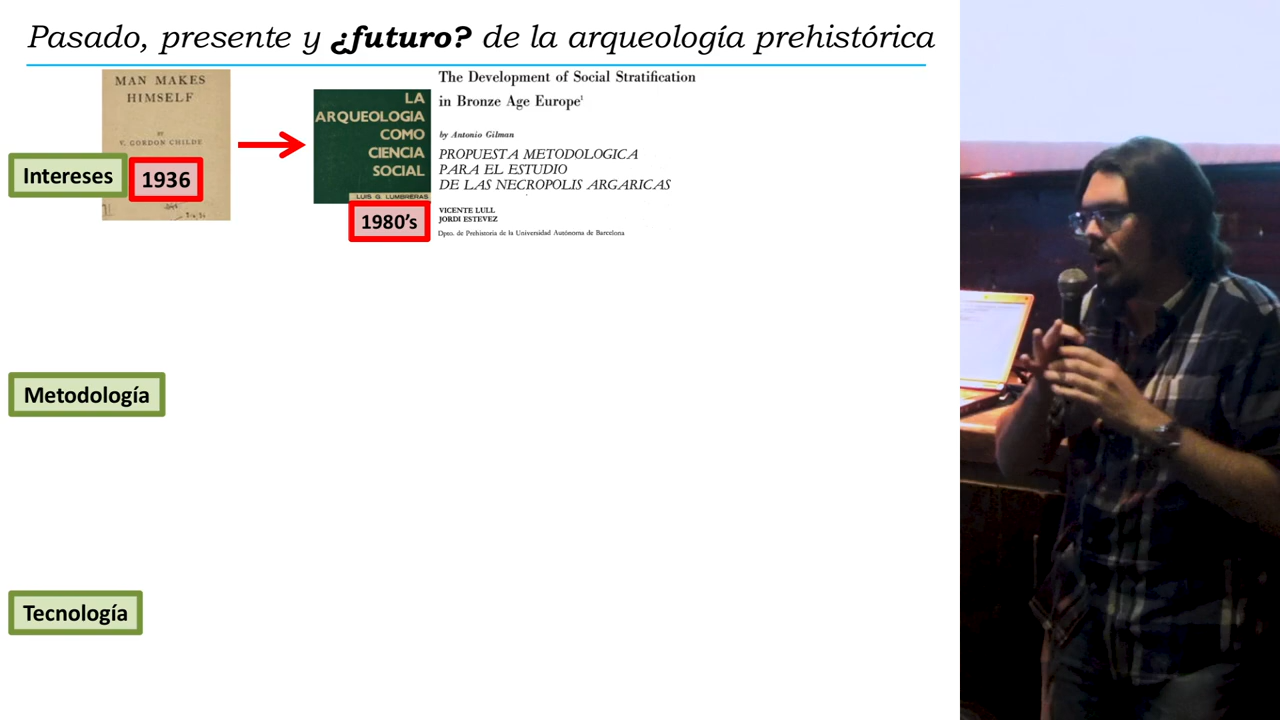 Pasado, presente y ¿futuro? de la arqueología prehistórica
MAN MAKES
HIMSELF
BY
V. GORDON CHILDE
Intereses
1936
LA
ARQUEOLOGIA
COMO
CIENCIA
SOCIAL
LUIS G. LUMBRERAS
1980's
The Development of Social Stratification
in Bronze Age Europe¹
by Antonio Gilman
PROPUESTA METODOLOGICA
PARA EL ESTUDIO
DE LAS NECROPOLIS ARGARICAS
VICENTE LULL
JORDI ESTEVEZ
Dpto. de Prehistoria de la Universidad Autónoma de Barcelona
Metodología
Tecnología